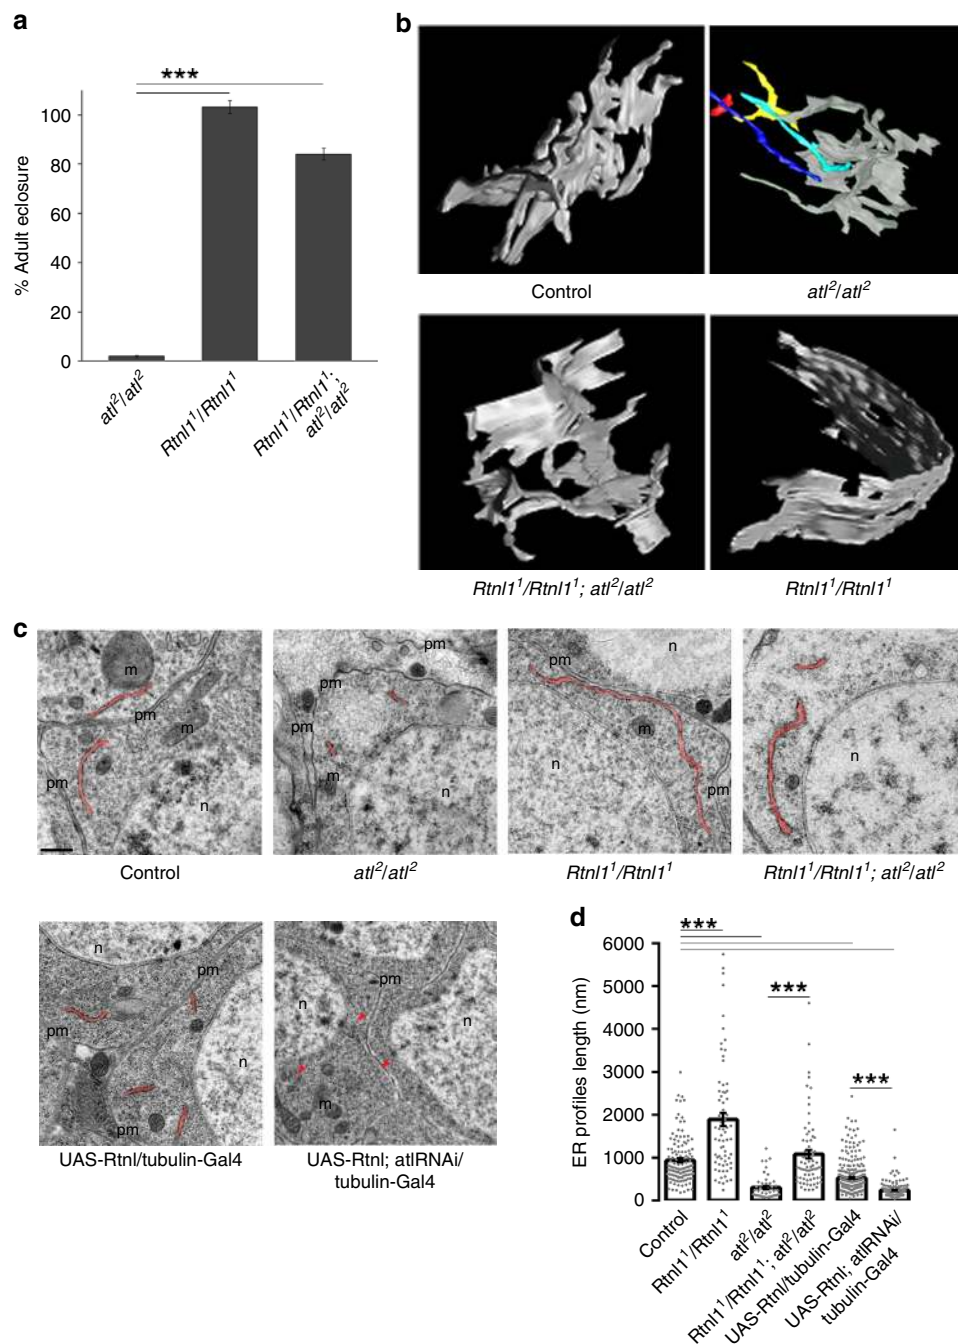 a
***
% Adult eclosure
100
80
60
40
20
0
atl²/atl²
Rtnl1¹/Rtnl1¹
Rtnl1¹/Rtnl1¹;
atl²/atl²
b
Control
atl²/atl²
Rtnl1¹/Rtnl1¹; atl²/atl²
Rtnl1¹/Rtnl1¹
c
m
pm
m
pm
n
Control
pm
pm
pm
m
n
atl²/atl²
n
pm
m
n
pm
Rtnl1¹/Rtnl1¹
n
Rtnl1¹/Rtnl1¹; atl²/atl²
n
pm
pm
n
pm
UAS-Rtnl/tubulin-Gal4
pm
n
n
m
UAS-Rtnl; atlRNAi/
tubulin-Gal4
d
***
***
***
ER profiles length (nm)
6000
5000
4000
3000
2000
1000
0
Control
Rtnl1¹/Rtnl1¹
atl²/atl²
Rtnl1¹/Rtnl1¹; atl²/atl²
UAS-Rtnl/tubulin-Gal4
UAS-Rtnl; atlRNAi/
tubulin-Gal4